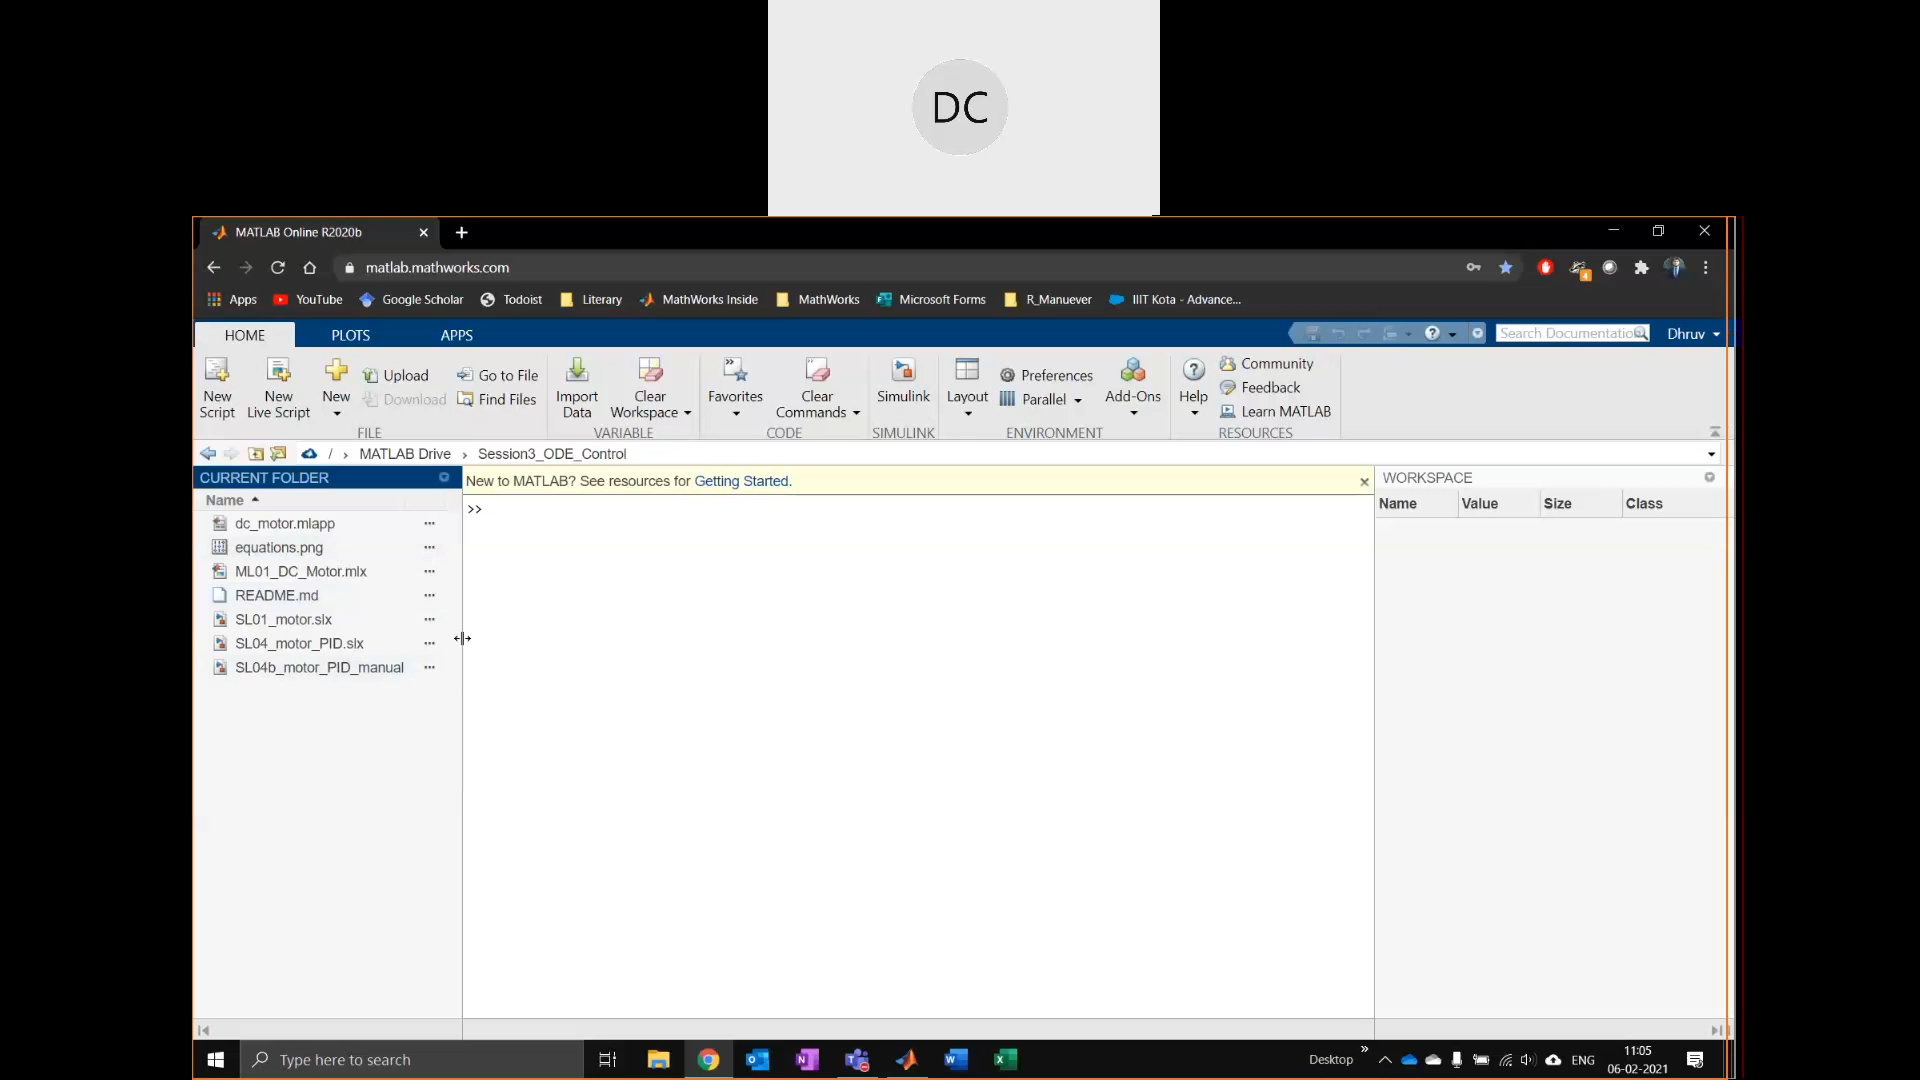 DC
MATLAB Online R2020b
matlab.mathworks.com
Apps YouTube Google Scholar Todoist Literary MathWorks Inside MathWorks Microsoft Forms R_Manuever IIIT Kota - Advance...
HOME PLOTS APPS
Search Documentatio
Dhruv
New Script
New Live Script
New
Upload
Download
Go to File
Find Files
FILE
Import Data
Clear Workspace
VARIABLE
Favorites
Clear Commands
CODE
Simulink
SIMULINK
Layout
Preferences
Parallel
Add-Ons
ENVIRONMENT
Help
Community
Feedback
Learn MATLAB
RESOURCES
/ › MATLAB Drive › Session3_ODE_Control
CURRENT FOLDER
Name
dc_motor.mlapp
equations.png
ML01_DC_Motor.mlx
README.md
SL01_motor.slx
SL04_motor_PID.slx
SL04b_motor_PID_manual
New to MATLAB? See resources for Getting Started.
>>
WORKSPACE
Name Value Size Class
Type here to search
Desktop
ENG
11:05
06-02-2021